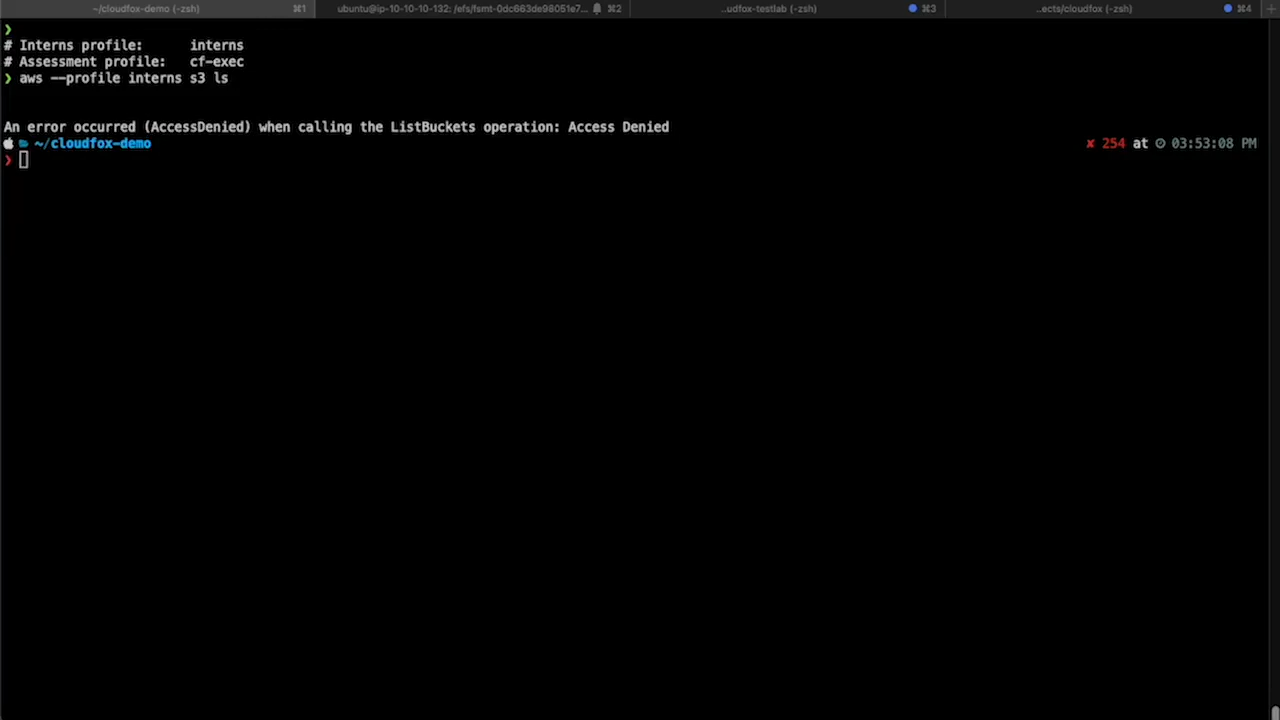 ~/cloudfox-demo (-zsh) ⌘1 ubuntu@ip-10-10-10-132: /efs/fsmt-0dc663de98051e7... ⌘2 ..udfox-testlab (-zsh) ⌘3 ..ects/cloudfox (-zsh) ⌘4 +
❯
# Interns profile: interns
# Assessment profile: cf-exec
❯ aws --profile interns s3 ls
An error occurred (AccessDenied) when calling the ListBuckets operation: Access Denied
~/cloudfox-demo ✘ 254 at 03:53:08 PM
❯